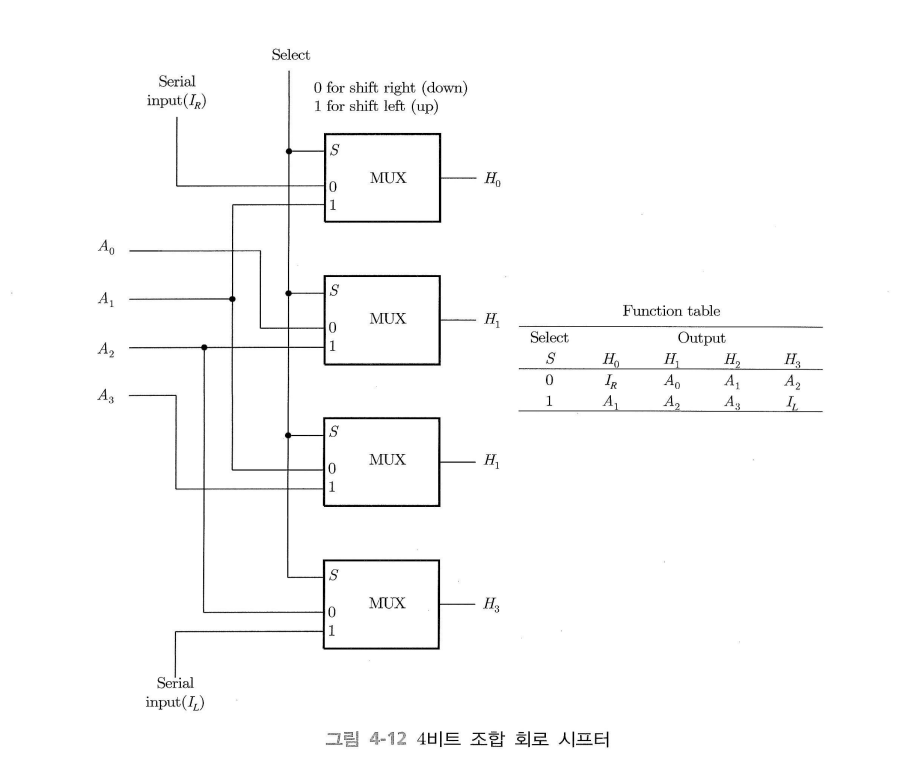 Select
Serial
input(I_R)
0 for shift right (down)
1 for shift left (up)
S
MUX
H_0
0
1
A_0
A_1
A_2
A_3
S
MUX
H_1
0
1
S
MUX
H_1
0
1
S
MUX
H_3
0
1
Serial
input(I_L)
Function table
Select Output
S H_0 H_1 H_2 H_3
0 I_R A_0 A_1 A_2
1 A_1 A_2 A_3 I_L
그림 4-12 4비트 조합 회로 시프터